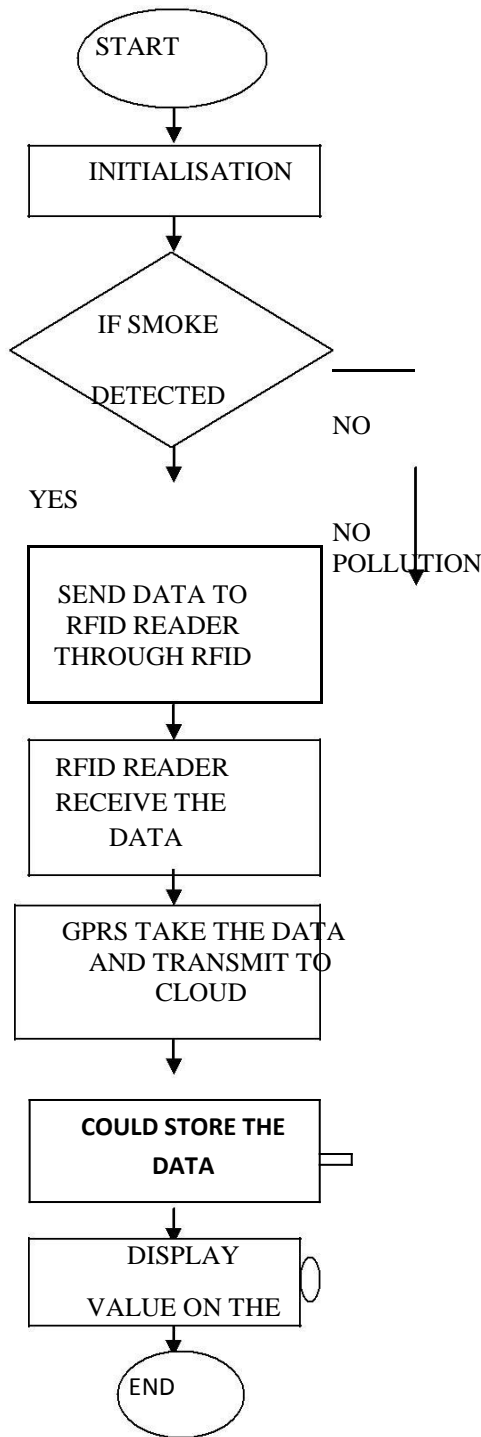 START
INITIALISATION
IF SMOKE
DETECTED
NO
YES
NO
POLLUTION
SEND DATA TO
RFID READER
THROUGH RFID
RFID READER
RECEIVE THE
DATA
GPRS TAKE THE DATA
AND TRANSMIT TO
CLOUD
COULD STORE THE
DATA
DISPLAY
VALUE ON THE
END